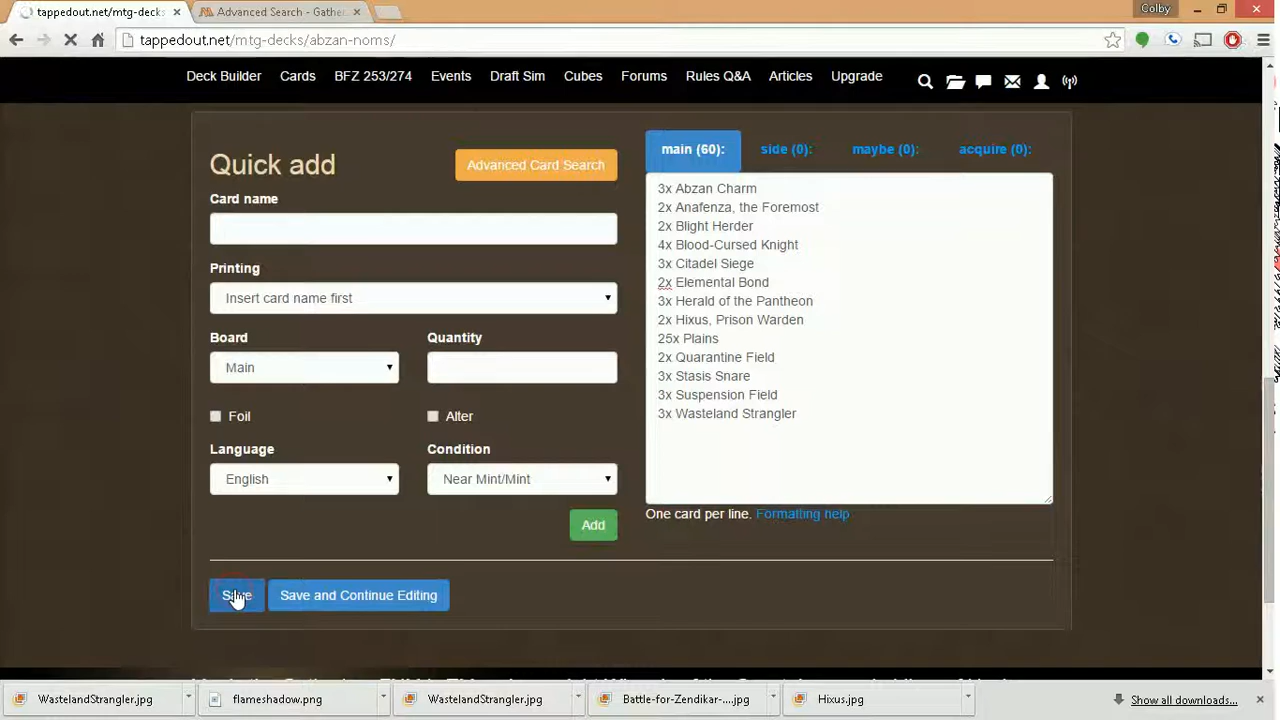 tappedout.net/mtg-decks
Advanced Search - Gathe
Colby
tappedout.net/mtg-decks/abzan-noms/
Deck Builder Cards BFZ 253/274 Events Draft Sim Cubes Forums Rules Q&A Articles Upgrade
Quick add
Advanced Card Search
Card name
Printing
Insert card name first
Board
Quantity
Main
Foil
Alter
Language
Condition
English
Near Mint/Mint
Add
main (60): side (0): maybe (0): acquire (0):
3x Abzan Charm
2x Anafenza, the Foremost
2x Blight Herder
4x Blood-Cursed Knight
3x Citadel Siege
2x Elemental Bond
3x Herald of the Pantheon
2x Hixus, Prison Warden
25x Plains
2x Quarantine Field
3x Stasis Snare
3x Suspension Field
3x Wasteland Strangler
One card per line. Formatting help
Save
Save and Continue Editing
WastelandStrangler.jpg
flameshadow.png
WastelandStrangler.jpg
Battle-for-Zendikar-....jpg
Hixus.jpg
Show all downloads...